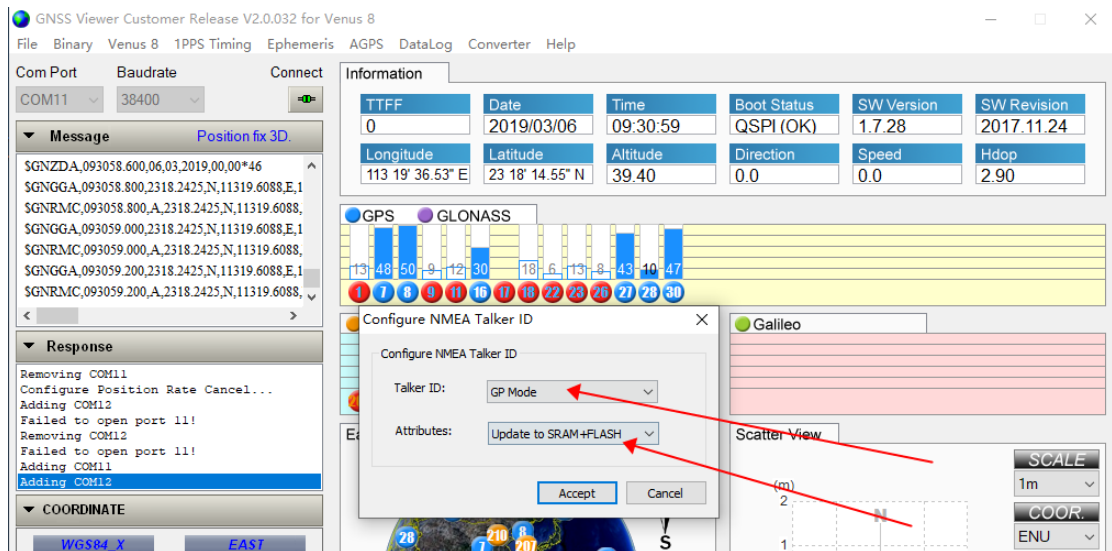 GNSS Viewer Customer Release V2.0.032 for Venus 8
File Binary Venus 8 1PPS Timing Ephemeris AGPS DataLog Converter Help
Com Port Baudrate Connect
COM11 38400
Message Position fix 3D.
$GNZDA,093058.600,06,03,2019,00,00*46
$GNGGA,093058.800,2318.2425,N,11319.6088,E,1
$GNRMC,093058.800,A,2318.2425,N,11319.6088,
$GNGGA,093059.000,2318.2425,N,11319.6088,E,1
$GNRMC,093059.000,A,2318.2425,N,11319.6088,
$GNGGA,093059.200,2318.2425,N,11319.6088,E,1
$GNRMC,093059.200,A,2318.2425,N,11319.6088,
Response
Removing COM11
Configure Position Rate Cancel...
Adding COM12
Failed to open port 11!
Removing COM12
Failed to open port 11!
Adding COM11
Adding COM12
COORDINATE
WGS84_X EAST
Information
TTFF Date Time Boot Status SW Version SW Revision
0 2019/03/06 09:30:59 QSPI (OK) 1.7.28 2017.11.24
Longitude Latitude Altitude Direction Speed Hdop
113 19' 36.53" E 23 18' 14.55" N 39.40 0.0 0.0 2.90
GPS GLONASS
13 48 50 9 12 30 18 6 13 8 43 10 47
1 7 8 9 11 16 17 18 22 23 26 27 28 30
Configure NMEA Talker ID
Configure NMEA Talker ID
Talker ID: GP Mode
Attributes: Update to SRAM+FLASH
Accept Cancel
Galileo
Scatter View
(m)
2
N
1
SCALE
1m
COOR.
ENU
28 7 210 8 207
S